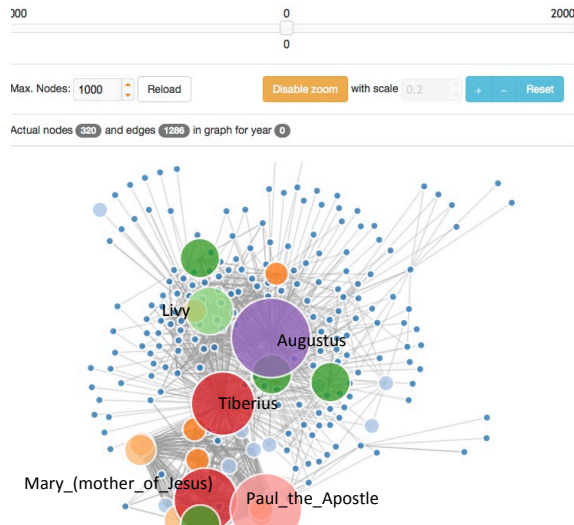 000 0 2000
0
Max. Nodes: 1000 Reload Disable zoom with scale 0.2 + − Reset
Actual nodes 320 and edges 1286 in graph for year 0
Livy
Augustus
Tiberius
Mary_(mother_of_Jesus)
Paul_the_Apostle